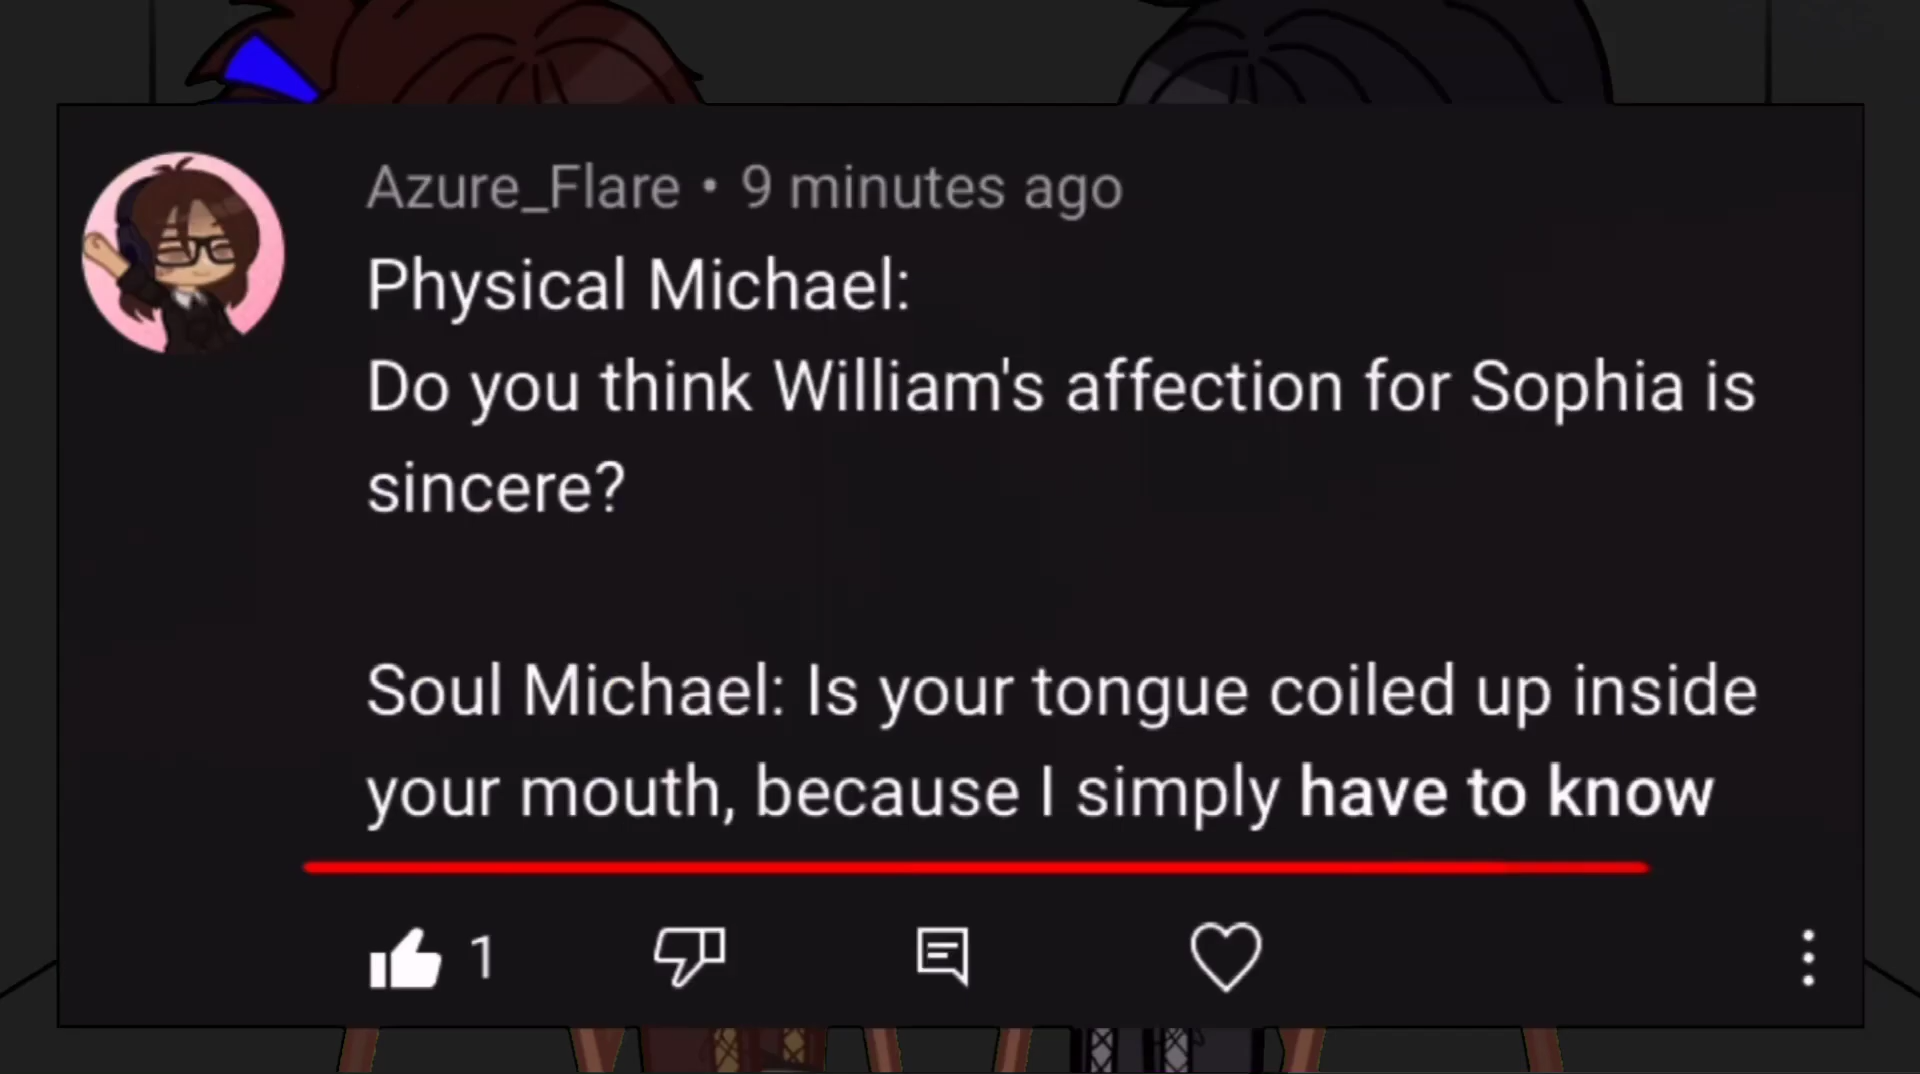 Azure_Flare • 9 minutes ago
Physical Michael:
Do you think William's affection for Sophia is
sincere?
Soul Michael: Is your tongue coiled up inside
your mouth, because I simply have to know
1